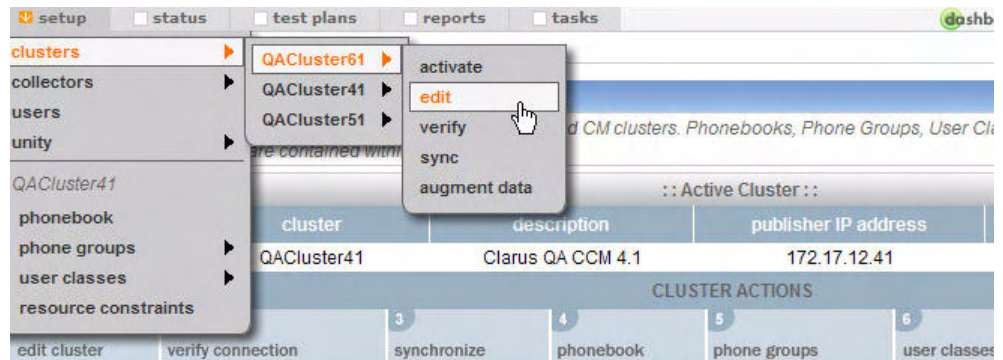 setup status test plans reports tasks dashb
clusters
collectors
users
unity
QACluster41
phonebook
phone groups
user classes
resource constraints
QACluster61
QACluster41
QACluster51
activate
edit
verify
sync
augment data
d CM clusters. Phonebooks, Phone Groups, User Cla
are contained within
:: Active Cluster ::
cluster description publisher IP address
QACluster41 Clarus QA CCM 4.1 172.17.12.41
CLUSTER ACTIONS
3 4 5 6
edit cluster verify connection synchronize phonebook phone groups user classes